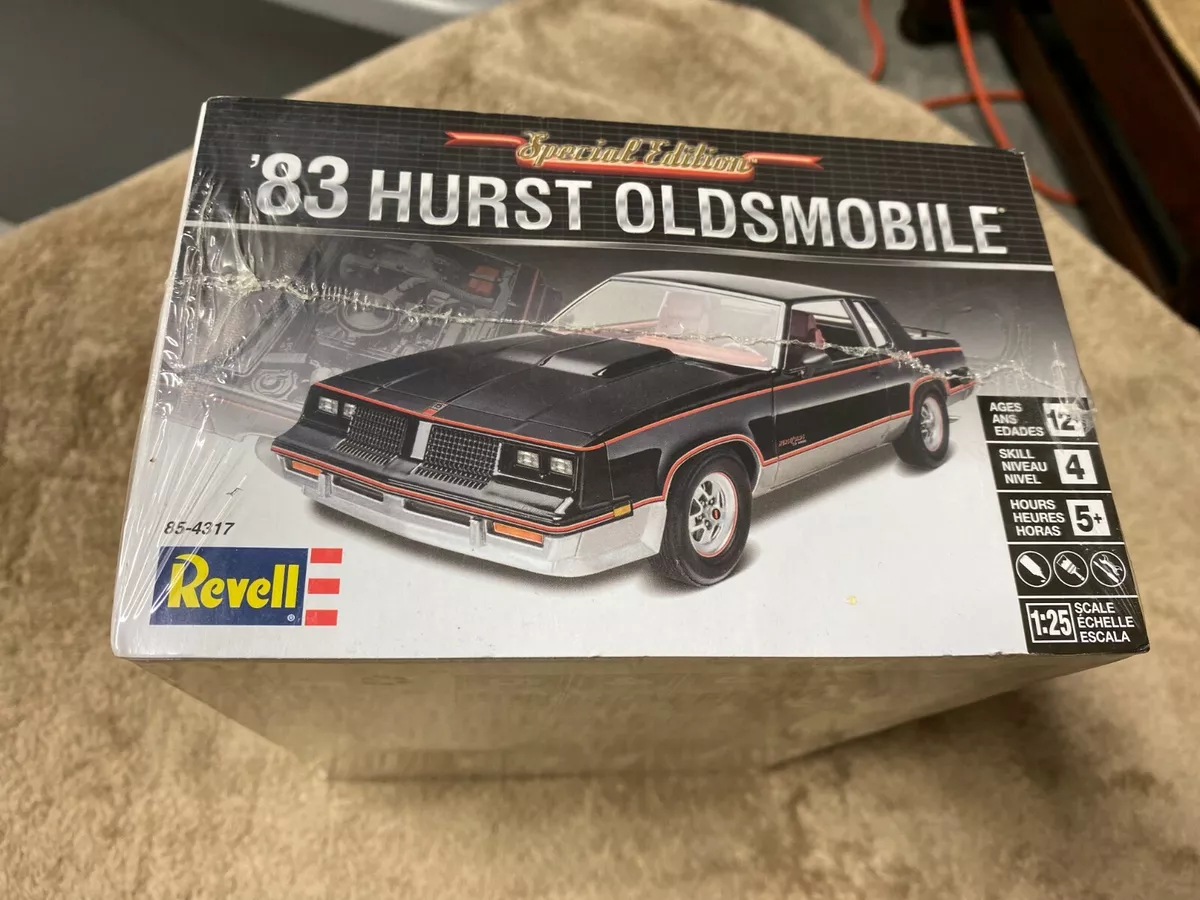 Special Edition
'83 HURST OLDSMOBILE
AGES
ANS
EDADES
12+
SKILL
NIVEAU
NIVEL
4
HOURS
HEURES
HORAS
5+
1:25
SCALE
ÉCHELLE
ESCALA
85-4317
Revell